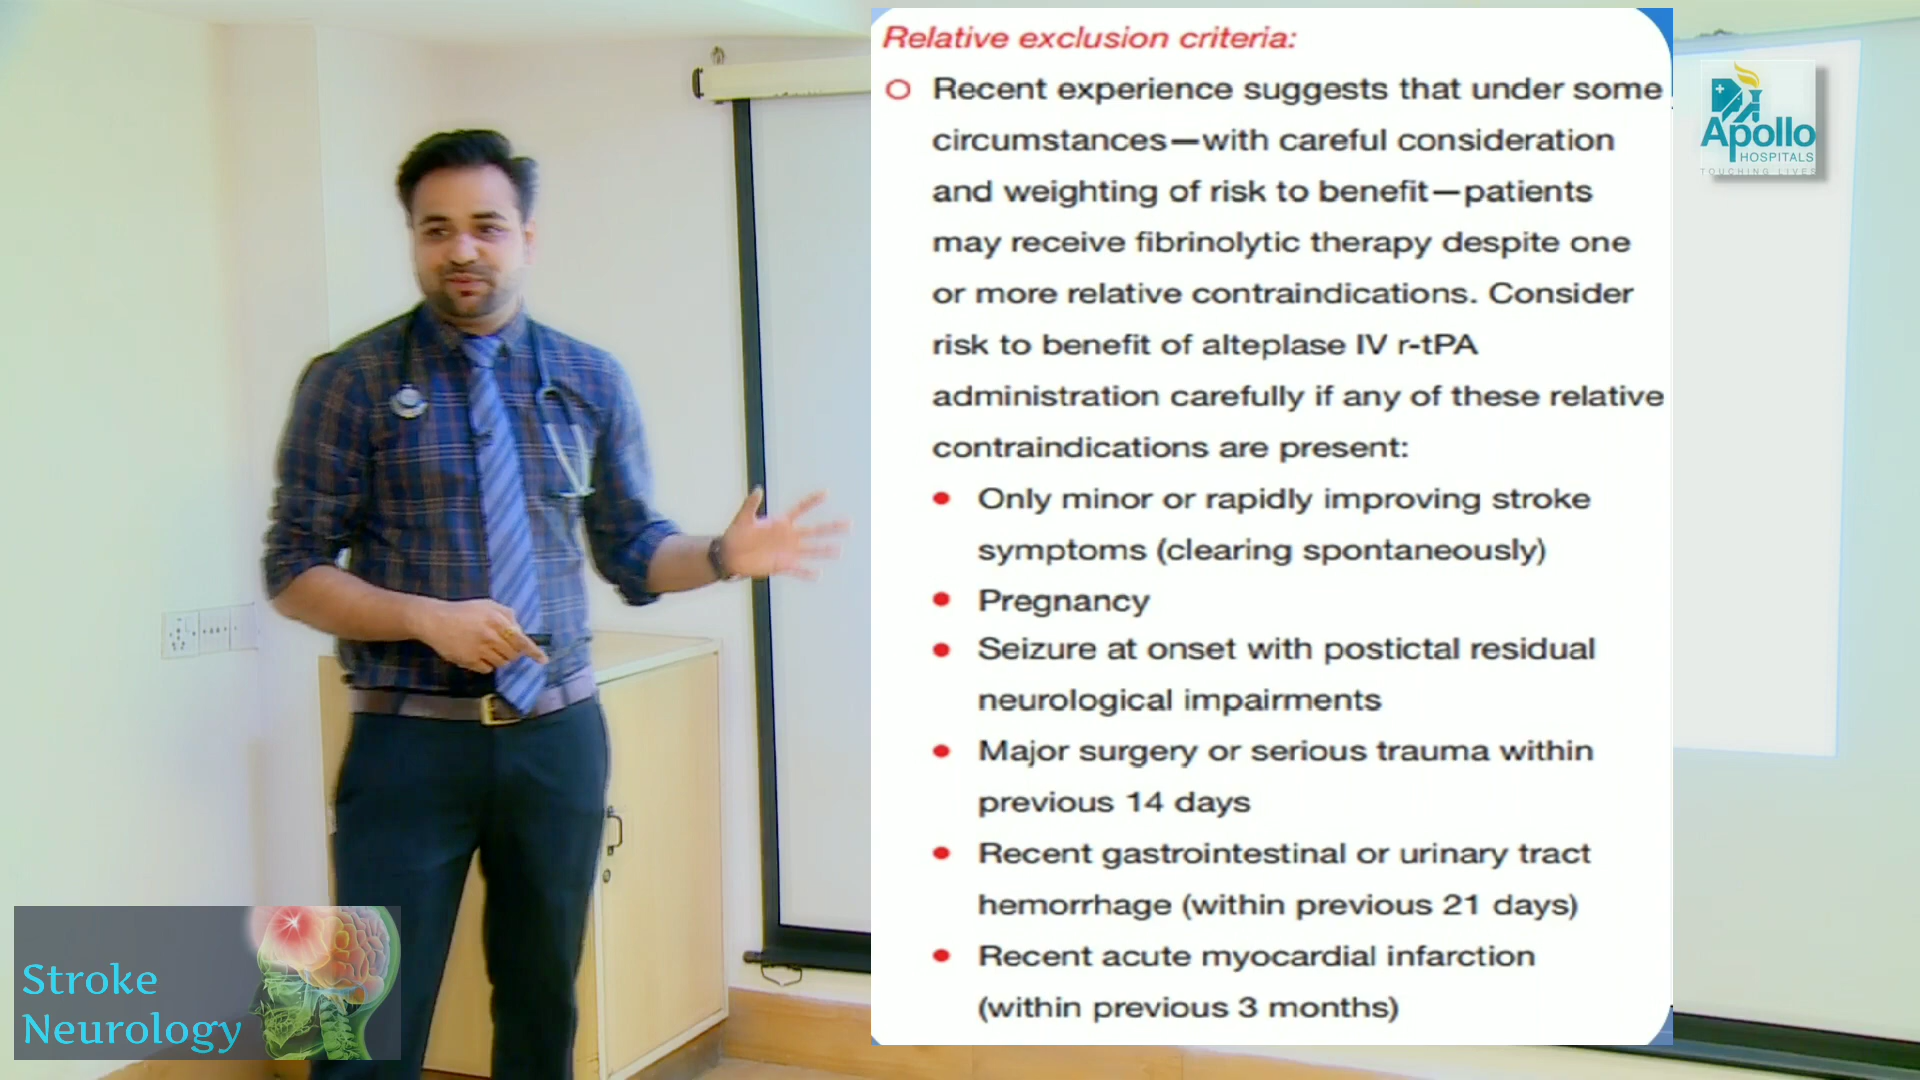 Relative exclusion criteria:
Recent experience suggests that under some
circumstances—with careful consideration
and weighting of risk to benefit—patients
may receive fibrinolytic therapy despite one
or more relative contraindications. Consider
risk to benefit of alteplase IV r-tPA
administration carefully if any of these relative
contraindications are present:
Only minor or rapidly improving stroke
symptoms (clearing spontaneously)
Pregnancy
Seizure at onset with postictal residual
neurological impairments
Major surgery or serious trauma within
previous 14 days
Recent gastrointestinal or urinary tract
hemorrhage (within previous 21 days)
Recent acute myocardial infarction
(within previous 3 months)
Apollo
HOSPITALS
TOUCHING LIVES
Stroke
Neurology